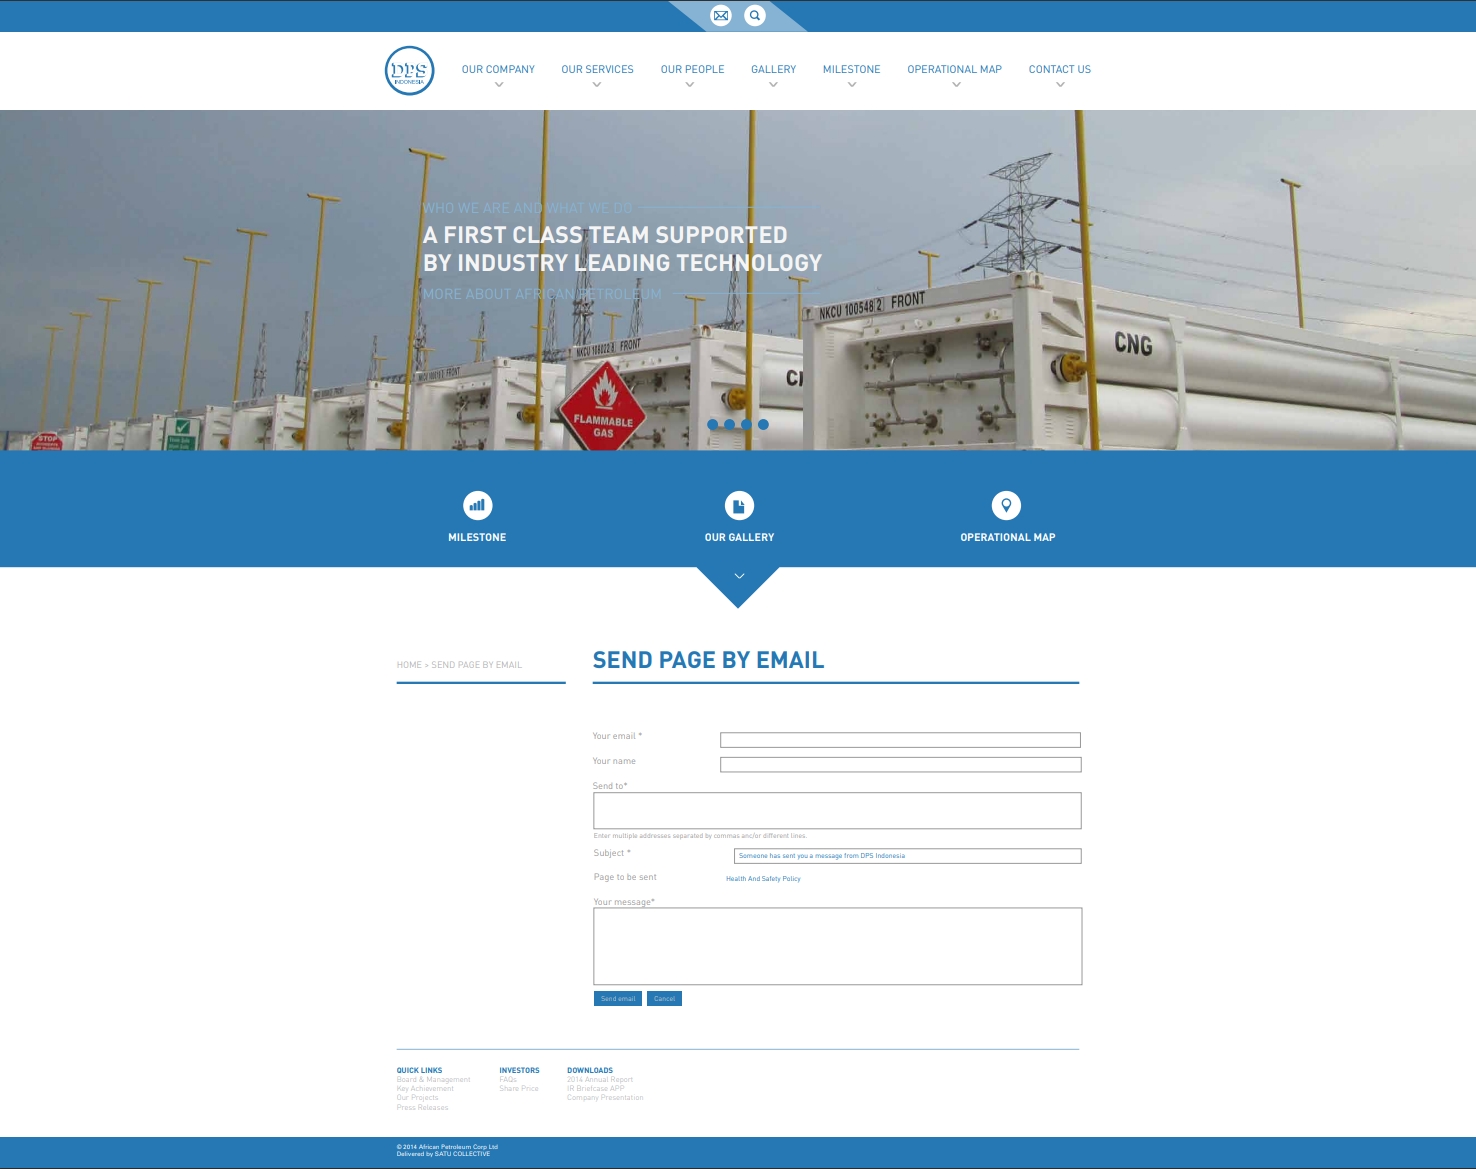 DPS
INDONESIA
OUR COMPANY
OUR SERVICES
OUR PEOPLE
GALLERY
MILESTONE
OPERATIONAL MAP
CONTACT US
WHO WE ARE AND WHAT WE DO
A FIRST CLASS TEAM SUPPORTED
BY INDUSTRY LEADING TECHNOLOGY
MORE ABOUT AFRICAN PETROLEUM
NKCU 100548 2 FRONT
CNG
FRONT
FLAMMABLE
GAS
STOP
MILESTONE
OUR GALLERY
OPERATIONAL MAP
HOME > SEND PAGE BY EMAIL
SEND PAGE BY EMAIL
Your email *
Your name
Send to*
Enter multiple addresses separated by commas anc/or different lines.
Subject *
Someone has sent you a message from DPS Indonesia
Page to be sent
Health And Safety Policy
Your message*
Send email
Cancel
QUICK LINKS
Board & Management
Key Achievement
Our Projects
Press Releases
INVESTORS
FAQs
Share Price
DOWNLOADS
2014 Annual Report
IR Briefcase APP
Company Presentation
© 2014 African Petroleum Corp Ltd
Delivered by SATU COLLECTIVE